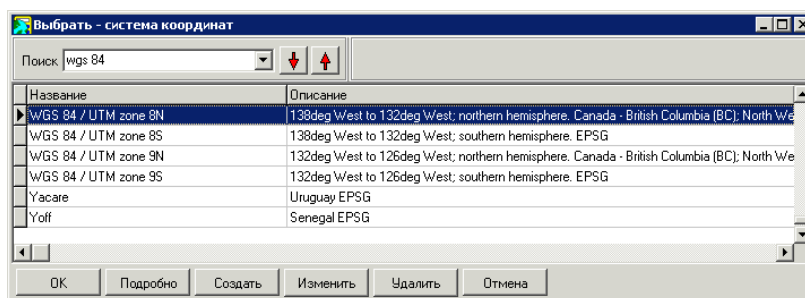 Выбрать - система координат
Поиск wgs 84
Название Описание
WGS 84 / UTM zone 8N 138deg West to 132deg West; northern hemisphere. Canada - British Columbia (BC); North We
WGS 84 / UTM zone 8S 138deg West to 132deg West; southern hemisphere. EPSG
WGS 84 / UTM zone 9N 132deg West to 126deg West; northern hemisphere. Canada - British Columbia (BC); North We
WGS 84 / UTM zone 9S 132deg West to 126deg West; southern hemisphere. EPSG
Yacare Uruguay EPSG
Yoff Senegal EPSG
OK Подробно Создать Изменить Удалить Отмена